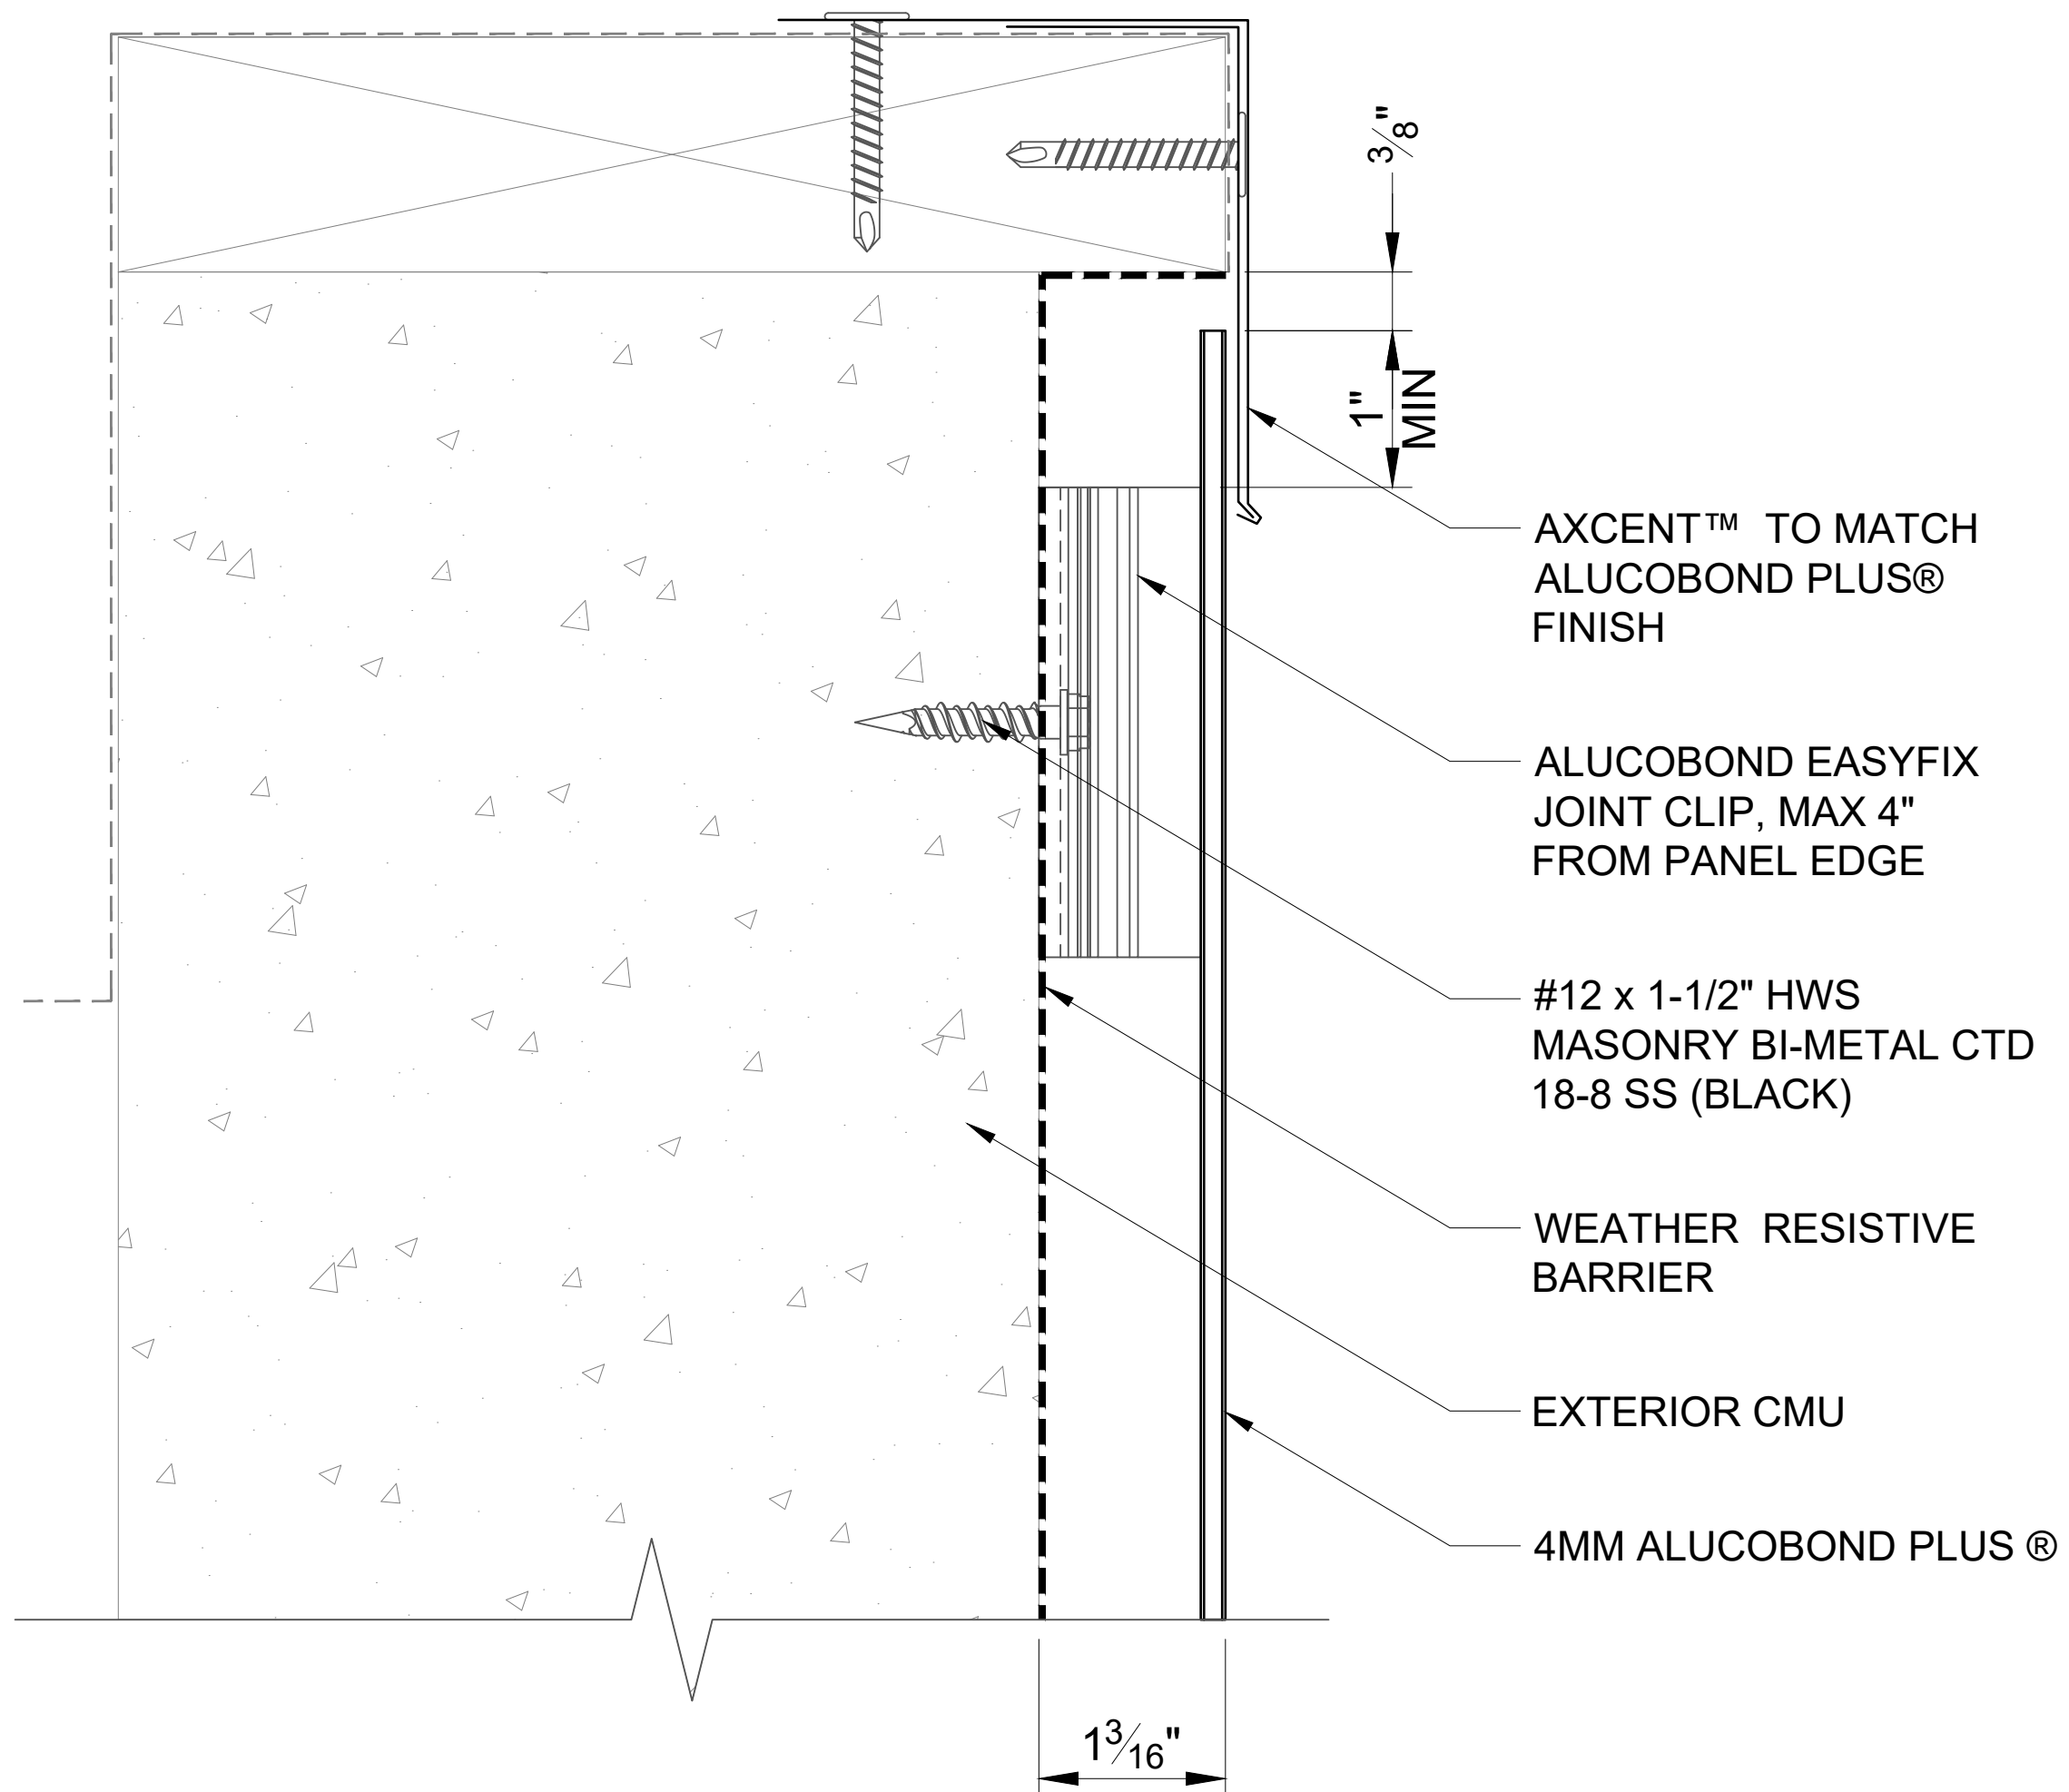 3/8"
1"
MIN
AXCENT™ TO MATCH
ALUCOBOND PLUS®
FINISH
ALUCOBOND EASYFIX
JOINT CLIP, MAX 4"
FROM PANEL EDGE
#12 x 1-1/2" HWS
MASONRY BI-METAL CTD
18-8 SS (BLACK)
WEATHER RESISTIVE
BARRIER
EXTERIOR CMU
4MM ALUCOBOND PLUS ®
1 3/16"